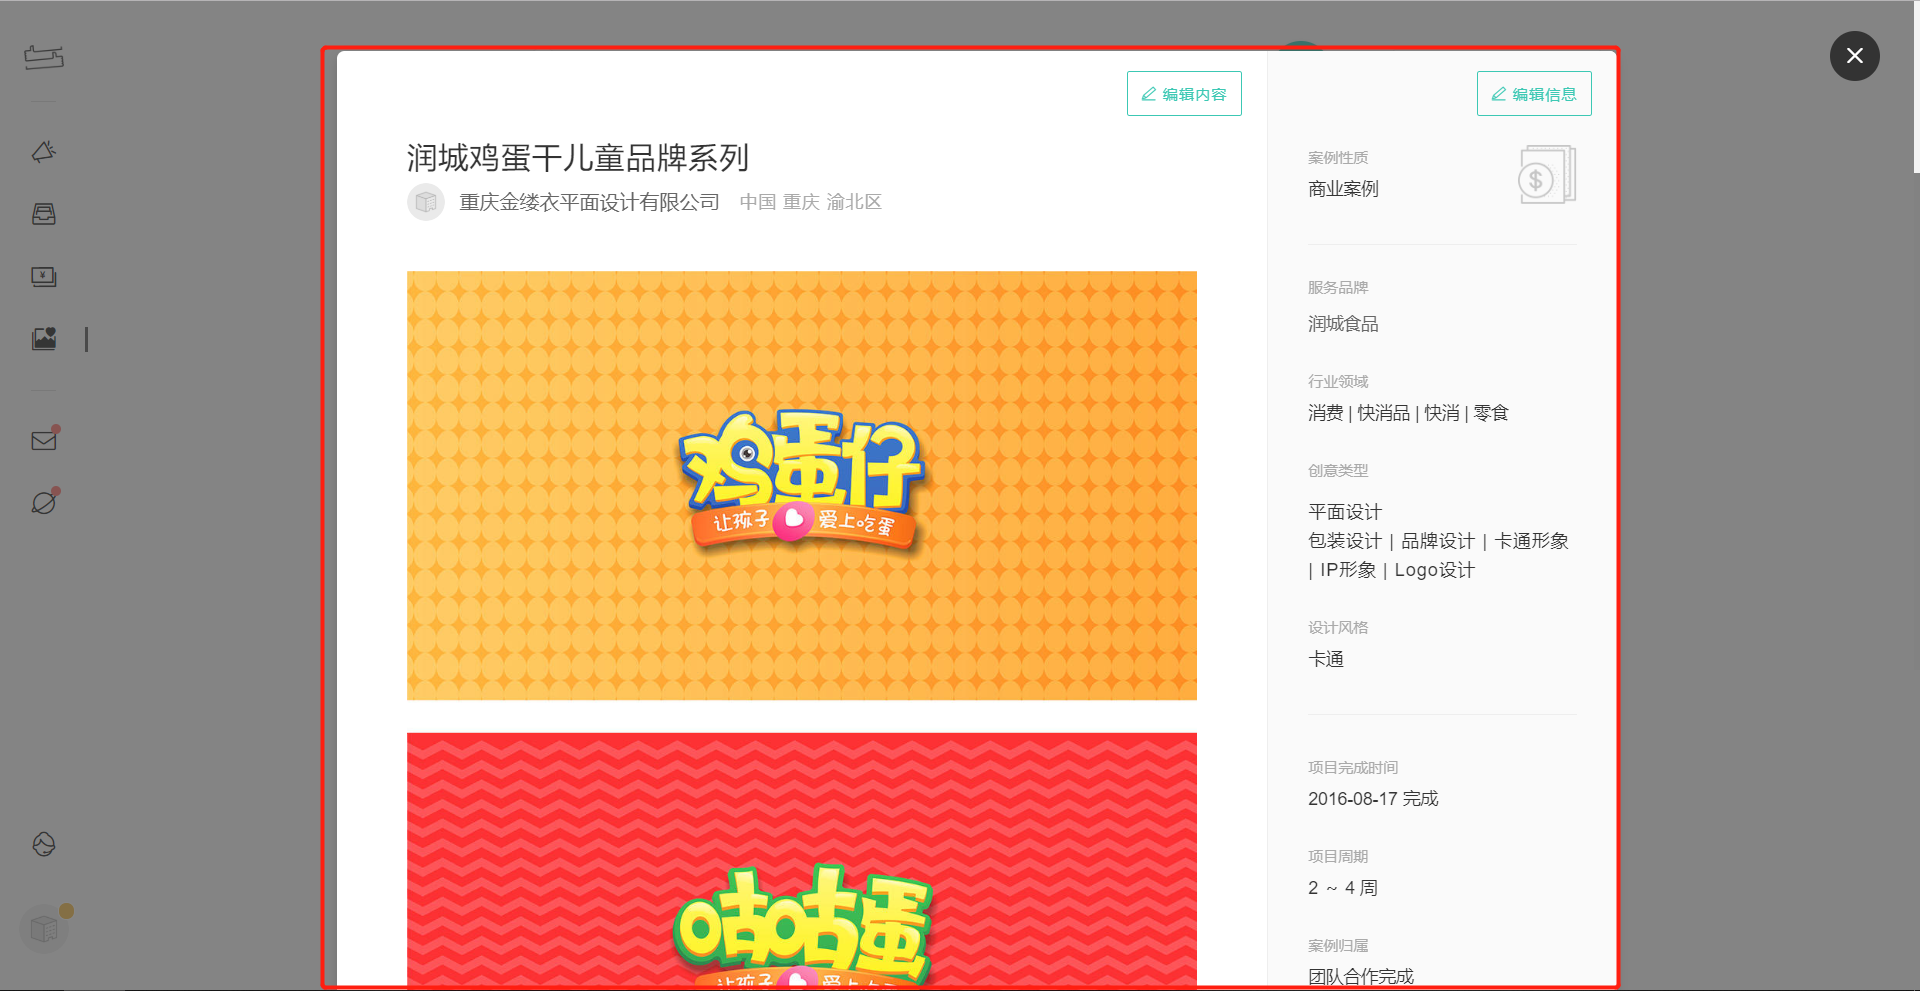 编辑内容
编辑信息
润城鸡蛋干儿童品牌系列
重庆金缕衣平面设计有限公司 中国 重庆 渝北区
鸡蛋仔
让孩子 爱上吃蛋
咕咕蛋
让孩子 爱上吃蛋
案例性质
商业案例
$
服务品牌
润城食品
行业领域
消费 | 快消品 | 快消 | 零食
创意类型
平面设计
包装设计 | 品牌设计 | 卡通形象
| IP形象 | Logo设计
设计风格
卡通
项目完成时间
2016-08-17 完成
项目周期
2 ~ 4 周
案例归属
团队合作完成
¥